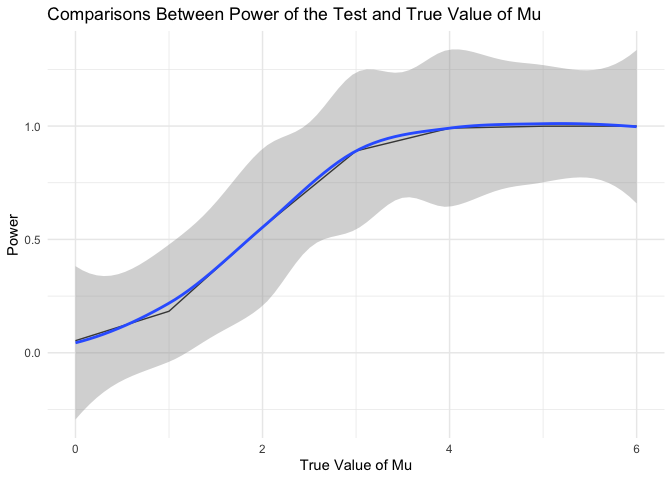 Comparisons Between Power of the Test and True Value of Mu
1.0
0.5
0.0
Power
0 2 4 6
True Value of Mu